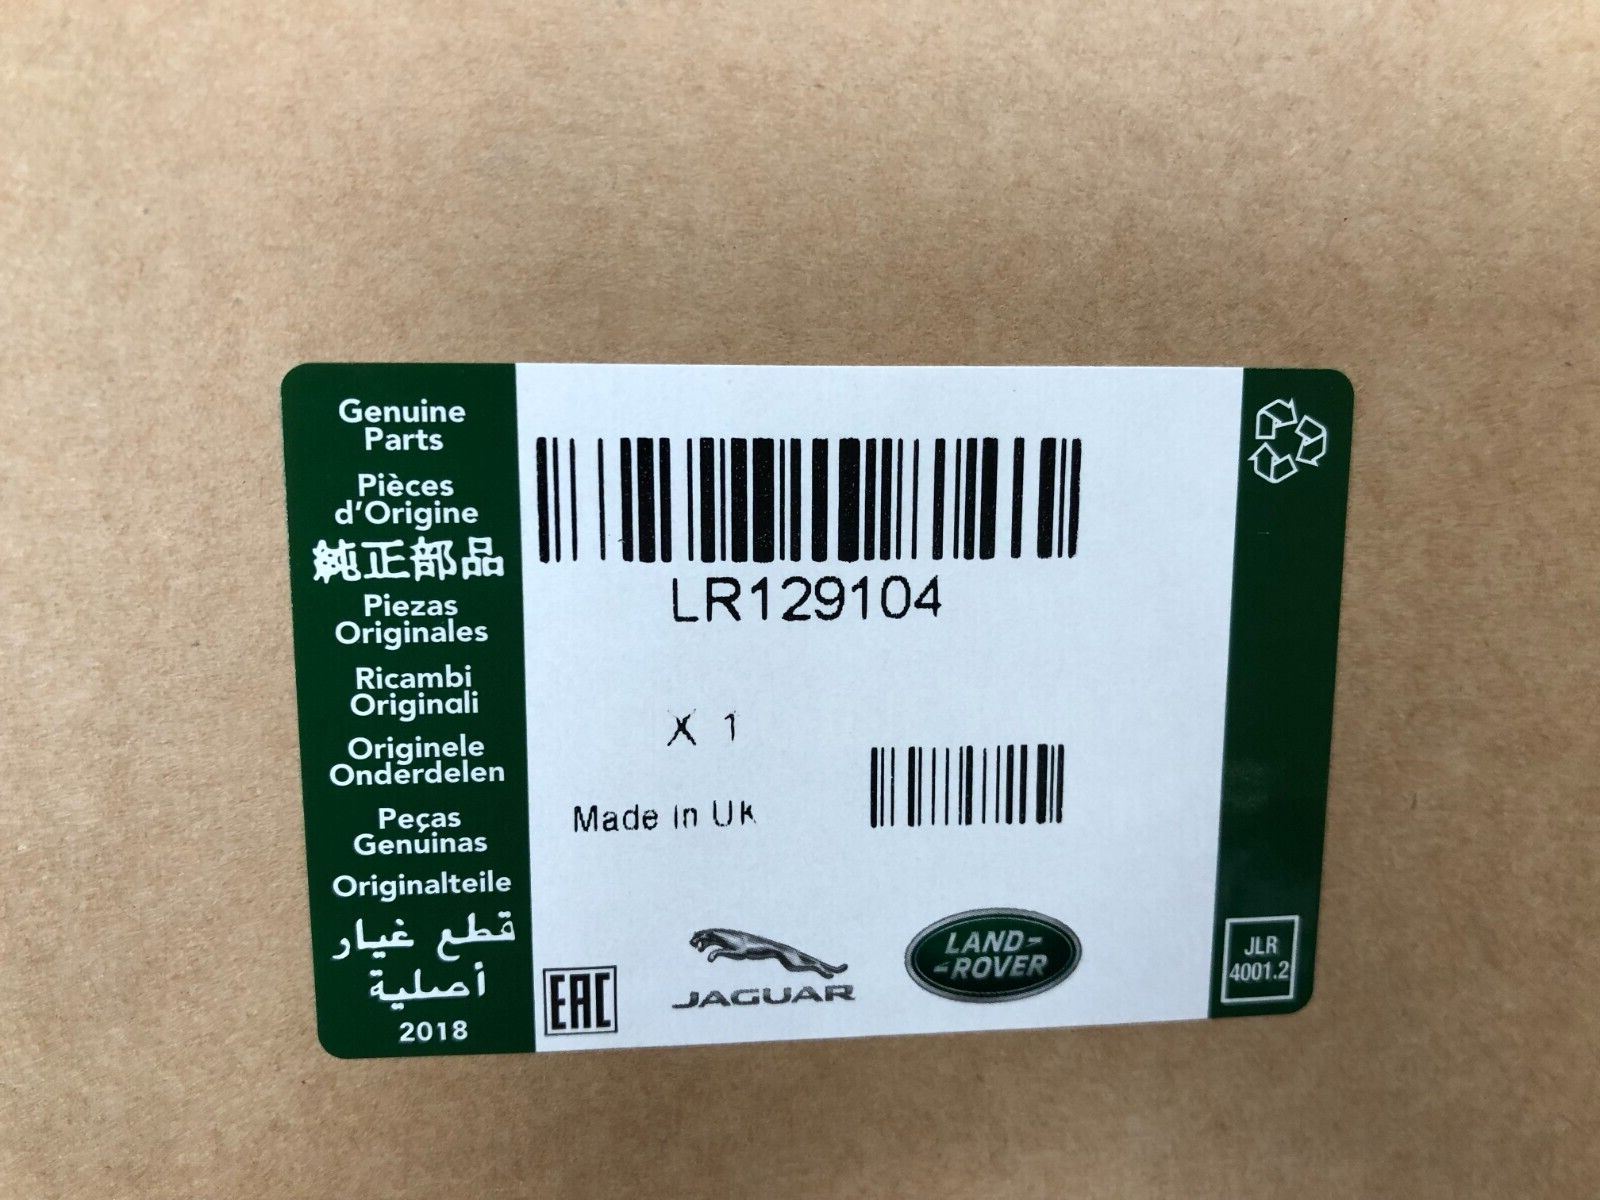 Genuine
Parts
Pièces
d'Origine
純正部品
Piezas
Originales
Ricambi
Originali
Originele
Onderdelen
Peças
Genuinas
Originalteile
قطع غيار
أصلية
2018
LR129104
X 1
Made In UK
EAC
JAGUAR
LAND-
-ROVER
JLR
4001.2